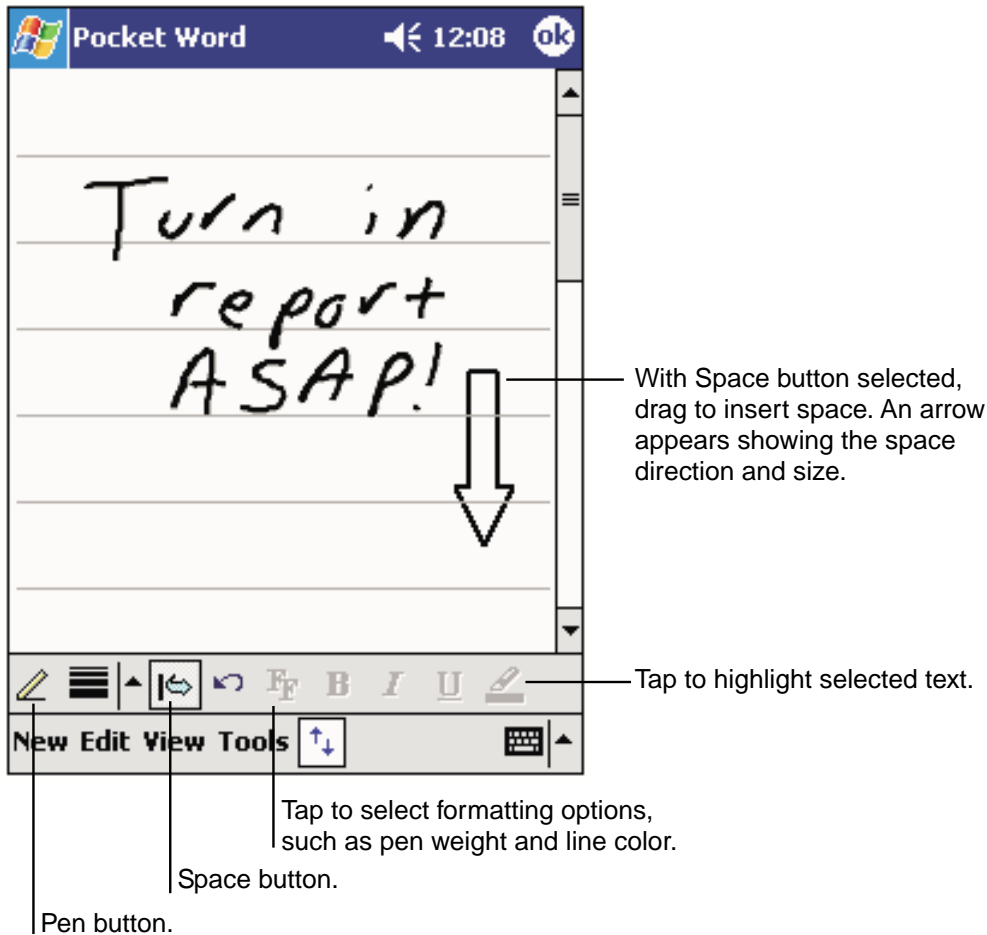 Pocket Word 12:08 ok
Turn in
report
ASAP!
With Space button selected,
drag to insert space. An arrow
appears showing the space
direction and size.
FF B I U
Tap to highlight selected text.
New Edit View Tools
Tap to select formatting options,
such as pen weight and line color.
Space button.
Pen button.